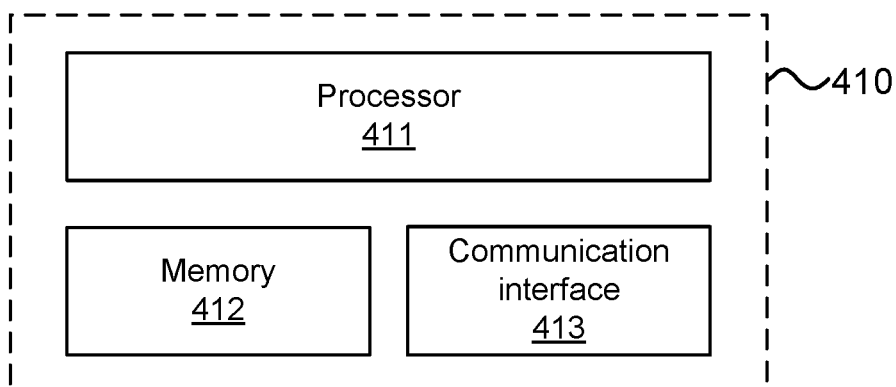 Processor
411
410
Memory
412
Communication
interface
413